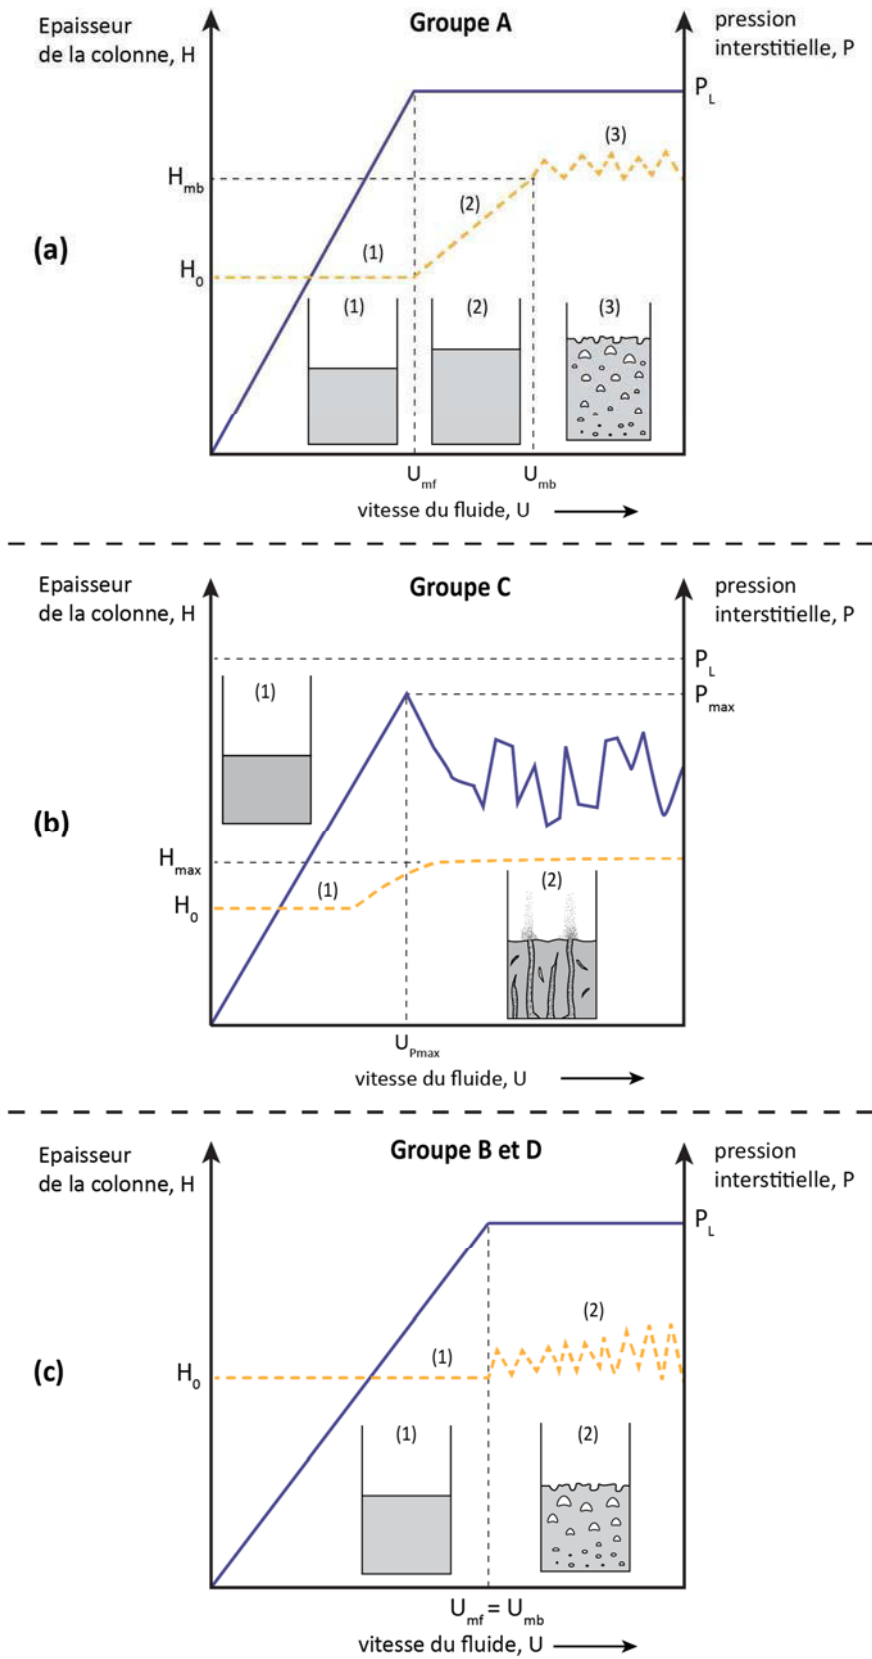 Epaisseur
de la colonne, H
Groupe A
pression
interstitielle, P
P_L
(3)
H_mb
(2)
(a)
(1)
H_0
(1)
(2)
(3)
U_mf
U_mb
vitesse du fluide, U
Epaisseur
de la colonne, H
Groupe C
pression
interstitielle, P
P_L
(1)
P_max
(b)
H_max
(1)
(2)
H_0
U_Pmax
vitesse du fluide, U
Epaisseur
de la colonne, H
Groupe B et D
pression
interstitielle, P
P_L
(2)
(1)
(c)
H_0
(1)
(2)
U_mf = U_mb
vitesse du fluide, U